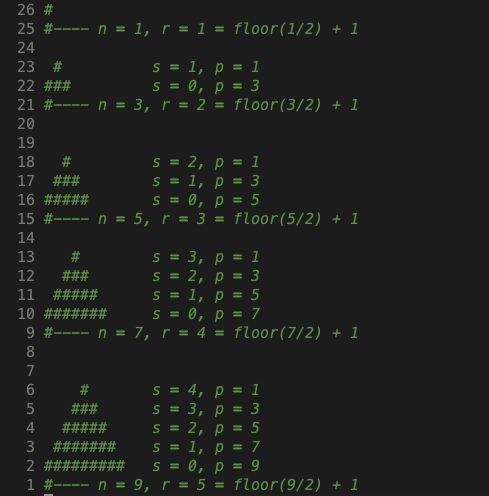 26 #
25 #---- n = 1, r = 1 = floor(1/2) + 1
24
23  #          s = 1, p = 1
22 ###         s = 0, p = 3
21 #---- n = 3, r = 2 = floor(3/2) + 1
20
19
18   #         s = 2, p = 1
17  ###        s = 1, p = 3
16 #####       s = 0, p = 5
15 #---- n = 5, r = 3 = floor(5/2) + 1
14
13    #        s = 3, p = 1
12   ###       s = 2, p = 3
11  #####      s = 1, p = 5
10 #######     s = 0, p = 7
 9 #---- n = 7, r = 4 = floor(7/2) + 1
 8
 7
 6     #       s = 4, p = 1
 5    ###      s = 3, p = 3
 4   #####     s = 2, p = 5
 3  #######    s = 1, p = 7
 2 #########   s = 0, p = 9
 1 #---- n = 9, r = 5 = floor(9/2) + 1